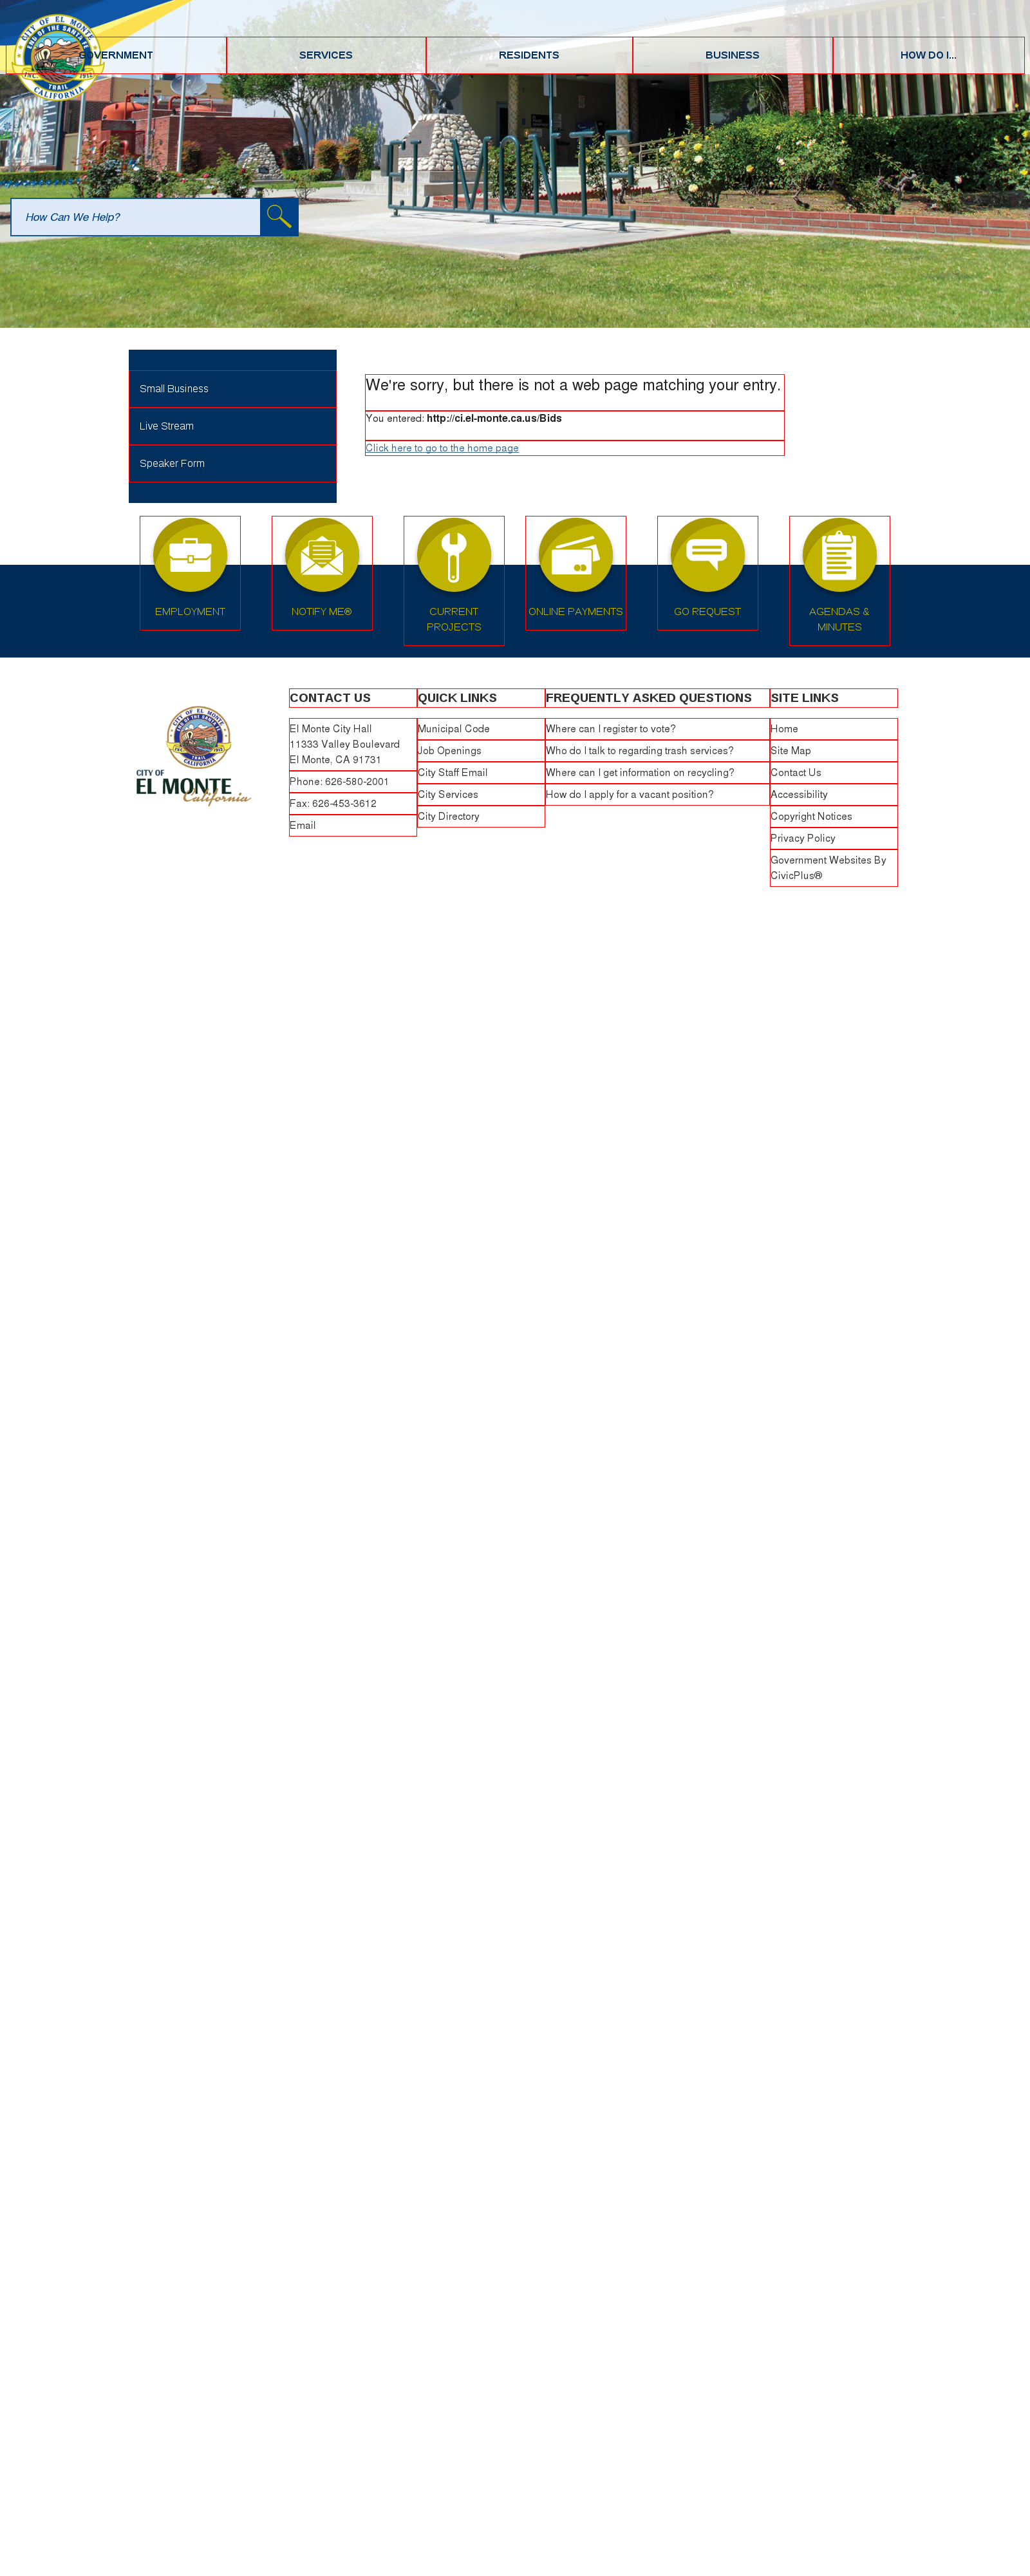 CITY OF EL MONTE
END OF THE SANTA FE
INC. 1912
TRAIL
CALIFORNIA
GOVERNMENT
SERVICES
RESIDENTS
BUSINESS
HOW DO I...
EL MONTE
How Can We Help?
Small Business
Live Stream
Speaker Form
We're sorry, but there is not a web page matching your entry.
You entered: http://ci.el-monte.ca.us/Bids
Click here to go to the home page
EMPLOYMENT
NOTIFY ME®
CURRENT
PROJECTS
ONLINE PAYMENTS
GO REQUEST
AGENDAS &
MINUTES
CITY OF
EL MONTE
California
CONTACT US
El Monte City Hall
11333 Valley Boulevard
El Monte, CA 91731
Phone: 626-580-2001
Fax: 626-453-3612
Email
QUICK LINKS
Municipal Code
Job Openings
City Staff Email
City Services
City Directory
FREQUENTLY ASKED QUESTIONS
Where can I register to vote?
Who do I talk to regarding trash services?
Where can I get information on recycling?
How do I apply for a vacant position?
SITE LINKS
Home
Site Map
Contact Us
Accessibility
Copyright Notices
Privacy Policy
Government Websites By
CivicPlus®